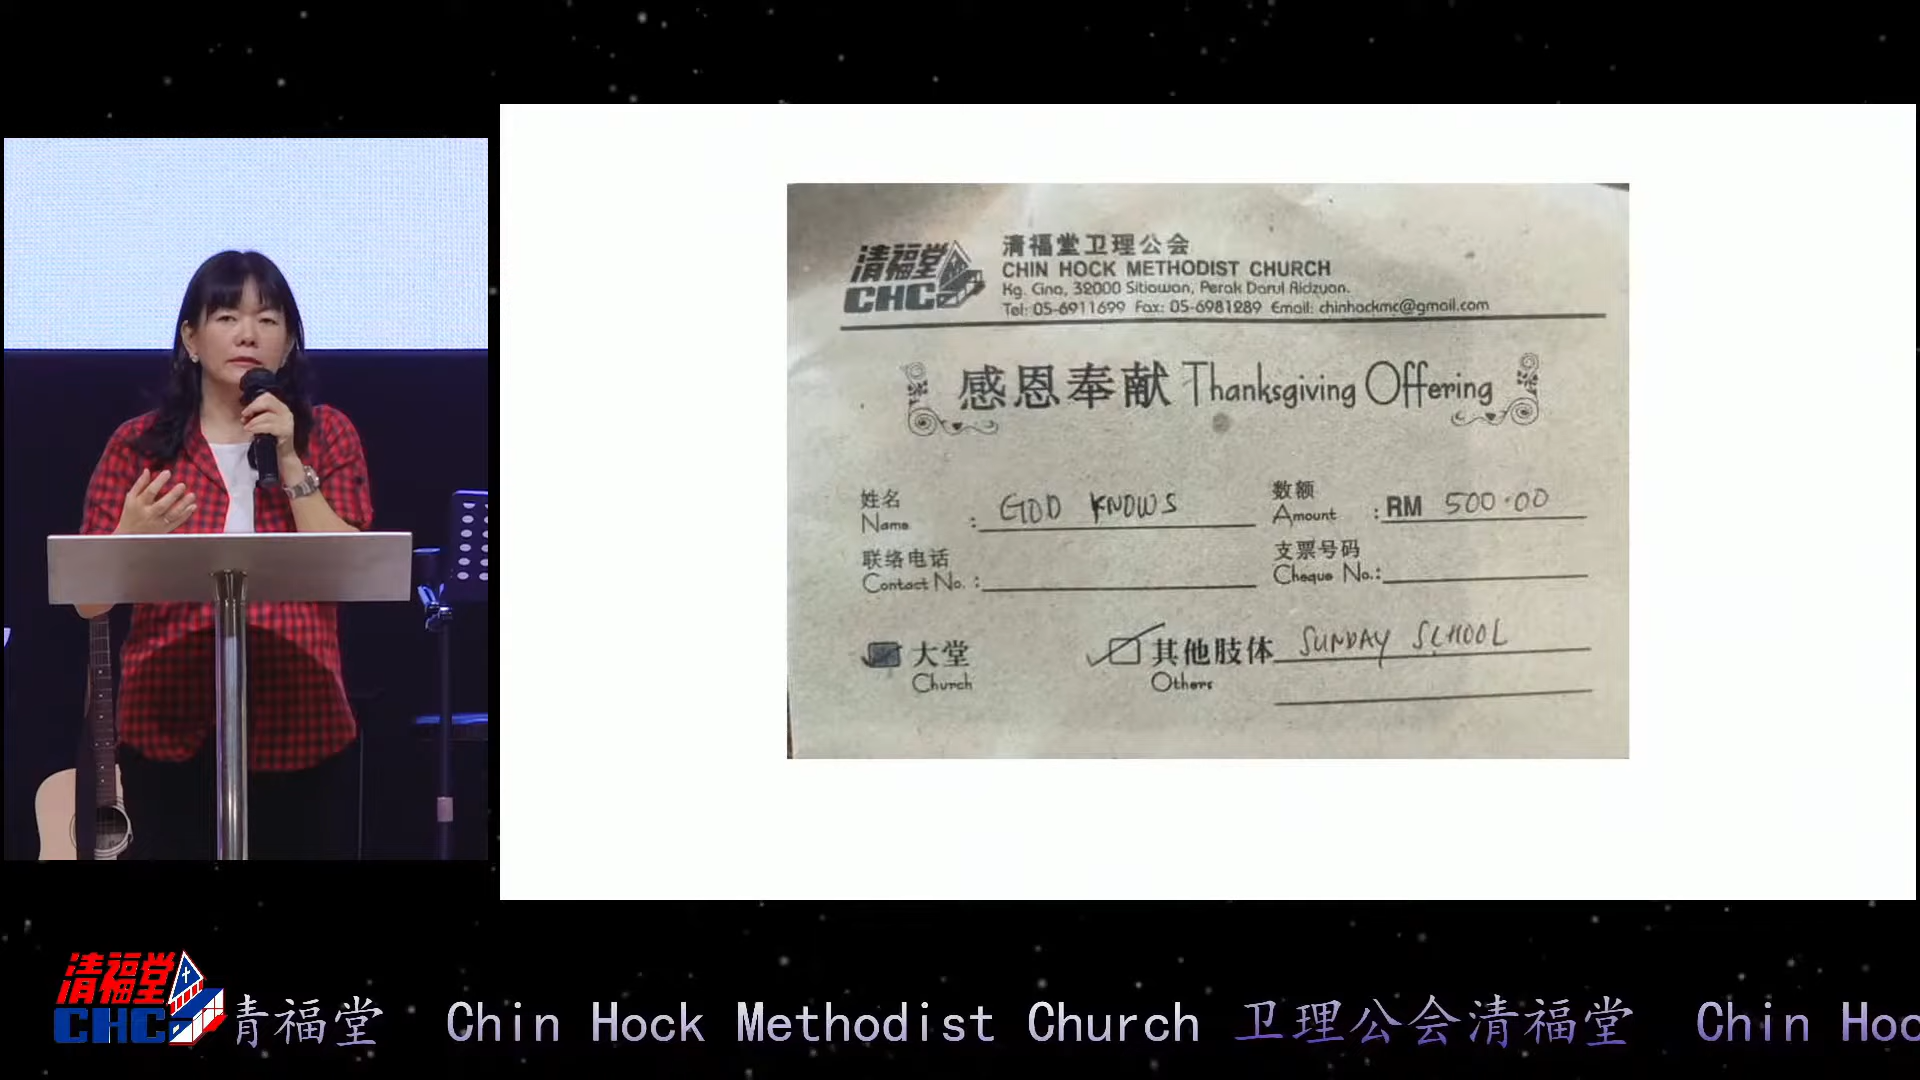 清福堂
CHC
清福堂卫理公会
CHIN HOCK METHODIST CHURCH
Kg. Cina, 32000 Sitiawan, Perak Darul Ridzuan.
Tel: 05-6911699 Fax: 05-6981289 Email: chinhockmc@gmail.com
感恩奉献 Thanksgiving Offering
姓名
Name : GOD KNOWS
数额
Amount : RM 500.00
联络电话
Contact No. :
支票号码
Cheque No.:
大堂
Church
其他肢体 SUNDAY SCHOOL
Others
清福堂
CHC
清福堂 Chin Hock Methodist Church 卫理公会清福堂 Chin Hoc